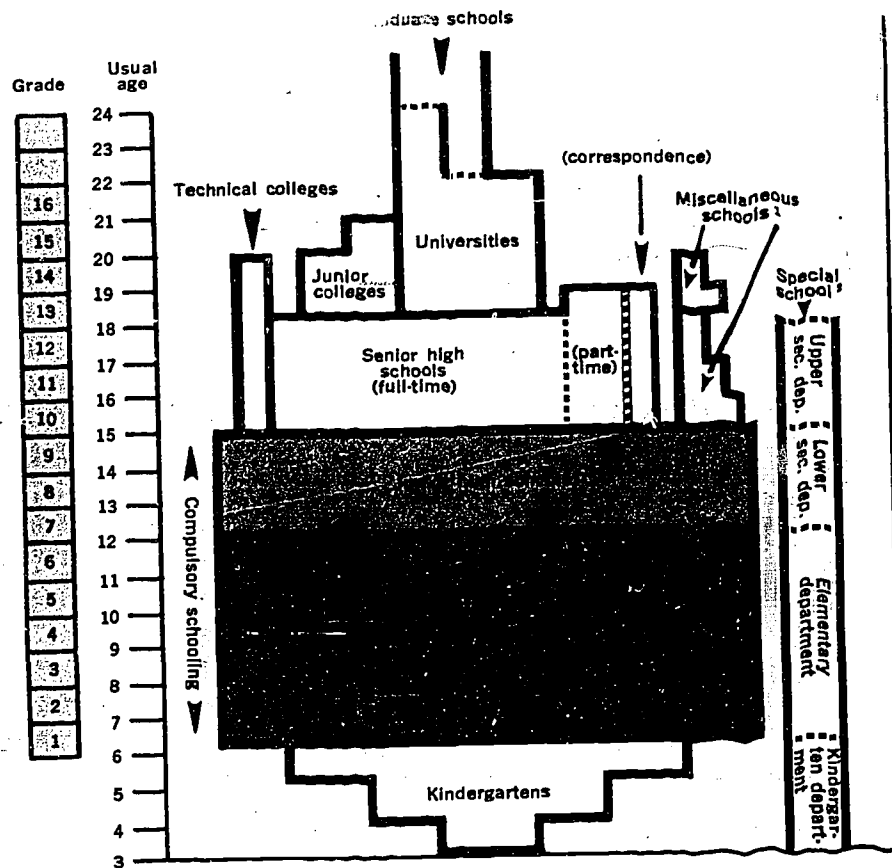 schools
Grade
Usual
age
24
23
22
21
20
19
18
17
16
15
14
13
12
11
10
9
8
7
6
5
4
3
16
15
14
13
12
11
10
9
8
7
6
5
4
3
2
1
Technical colleges
(correspondence)
Miscellaneous
schools
Universities
Junior
colleges
Senior high
schools
(full-time)
(part-
time)
Compulsory schooling
Kindergartens
Special
school
Upper
sec. dep.
Lower
sec. dep.
Elementary
department
Kindergar-
ten depart-
ment